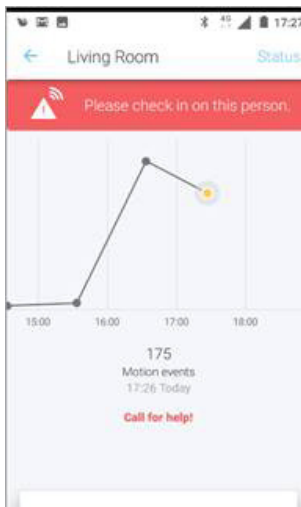 4G 17:27
Living Room Status
Please check in on this person.
15:00 16:00 17:00 18:00
175
Motion events
17:26 Today
Call for help!